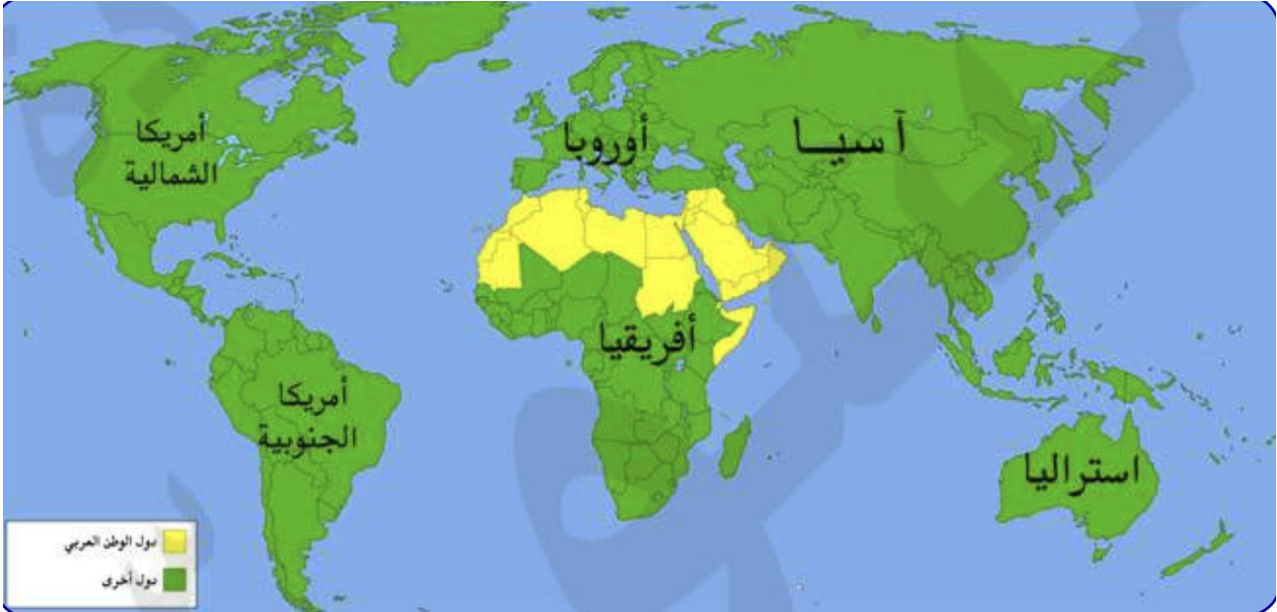 أمريكا
الشمالية
أوروبا
آسيـــا
أفريقيا
أمريكا
الجنوبية
استراليا
دول الوطن العربي
دول أخرى